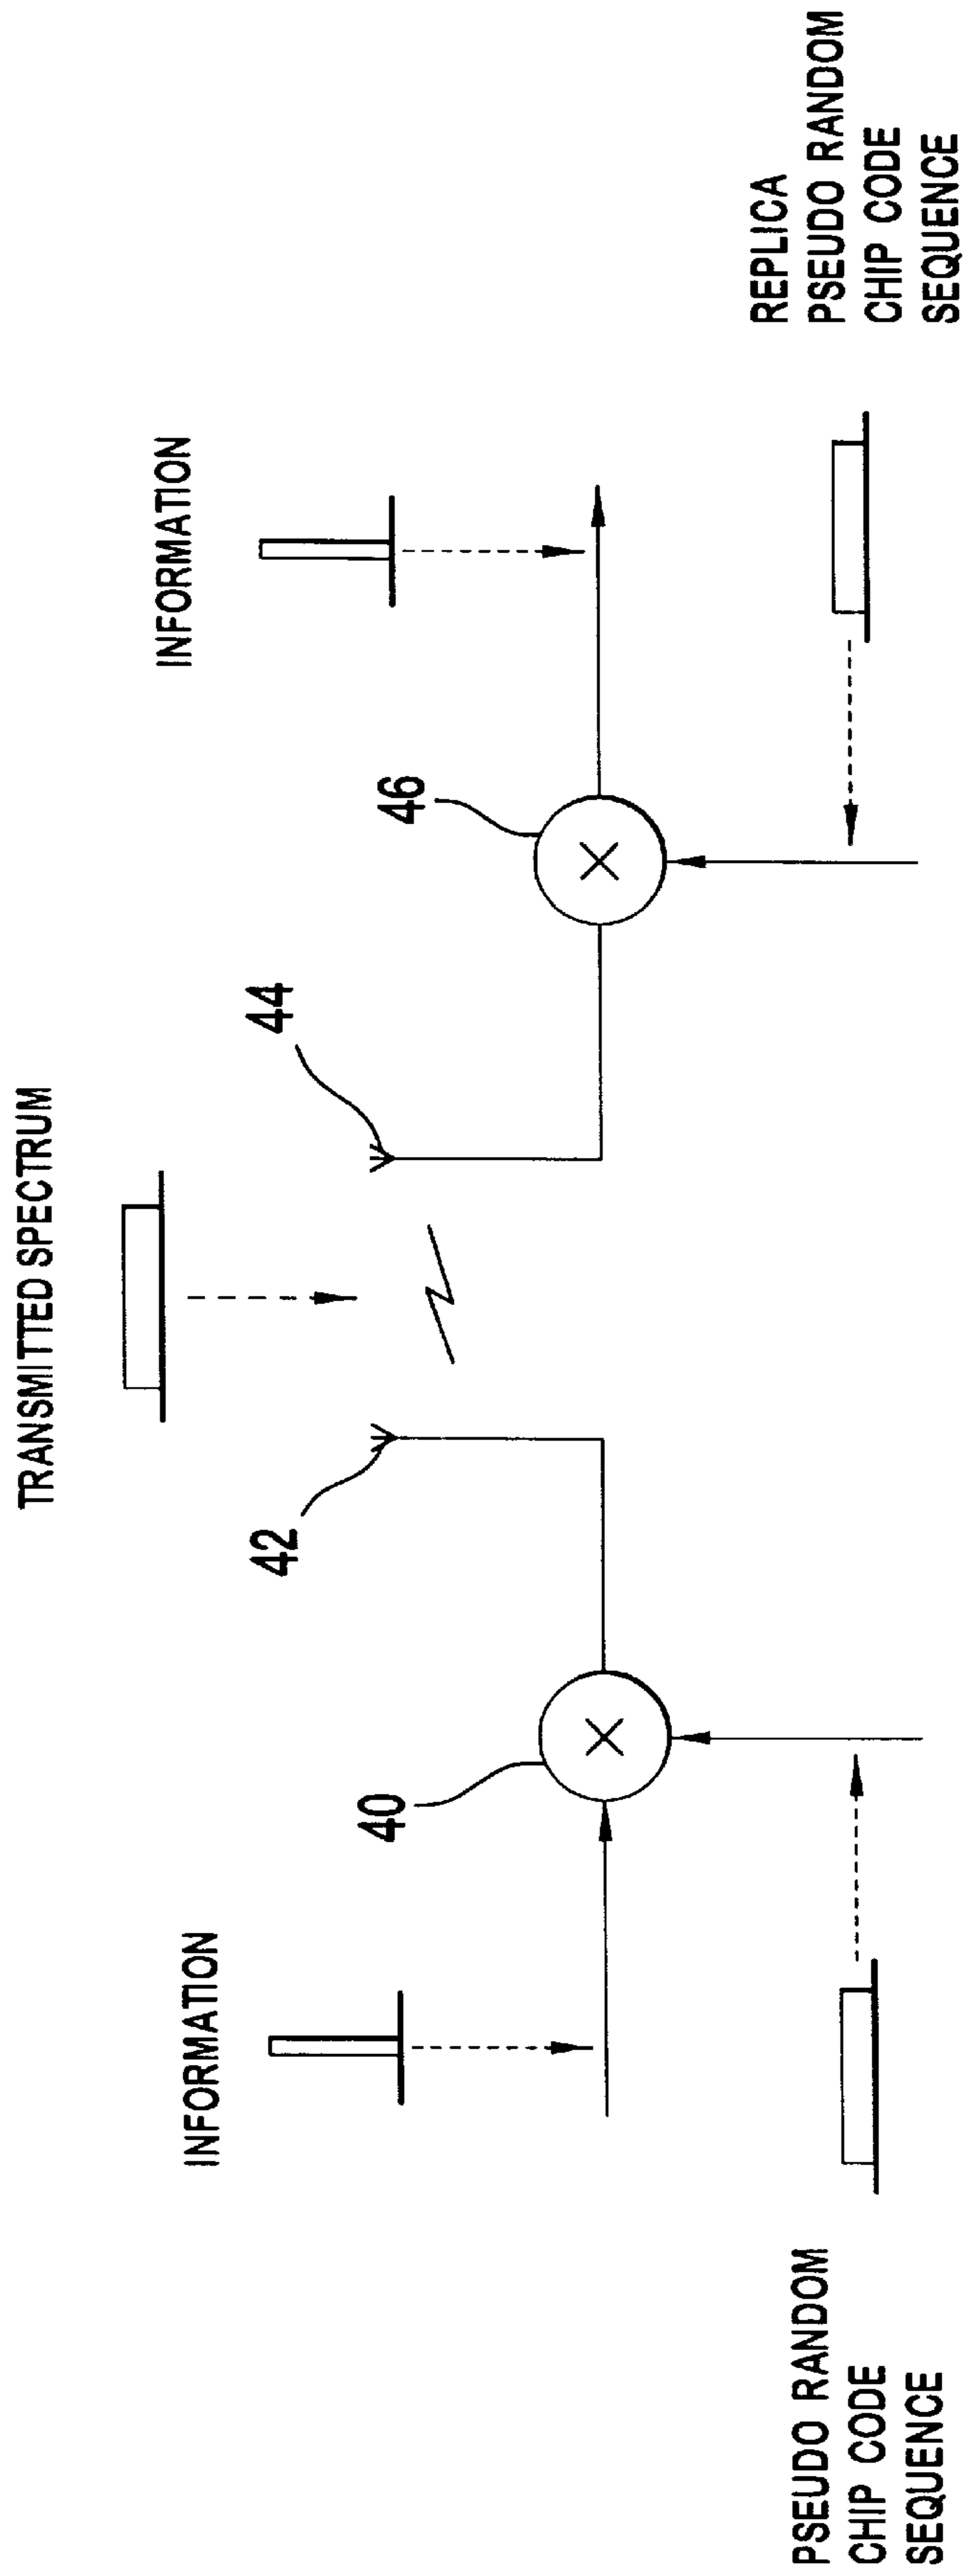 TRANSMITTED SPECTRUM
INFORMATION
INFORMATION
42
44
40
46
PSEUDO RANDOM
CHIP CODE
SEQUENCE
REPLICA
PSEUDO RANDOM
CHIP CODE
SEQUENCE